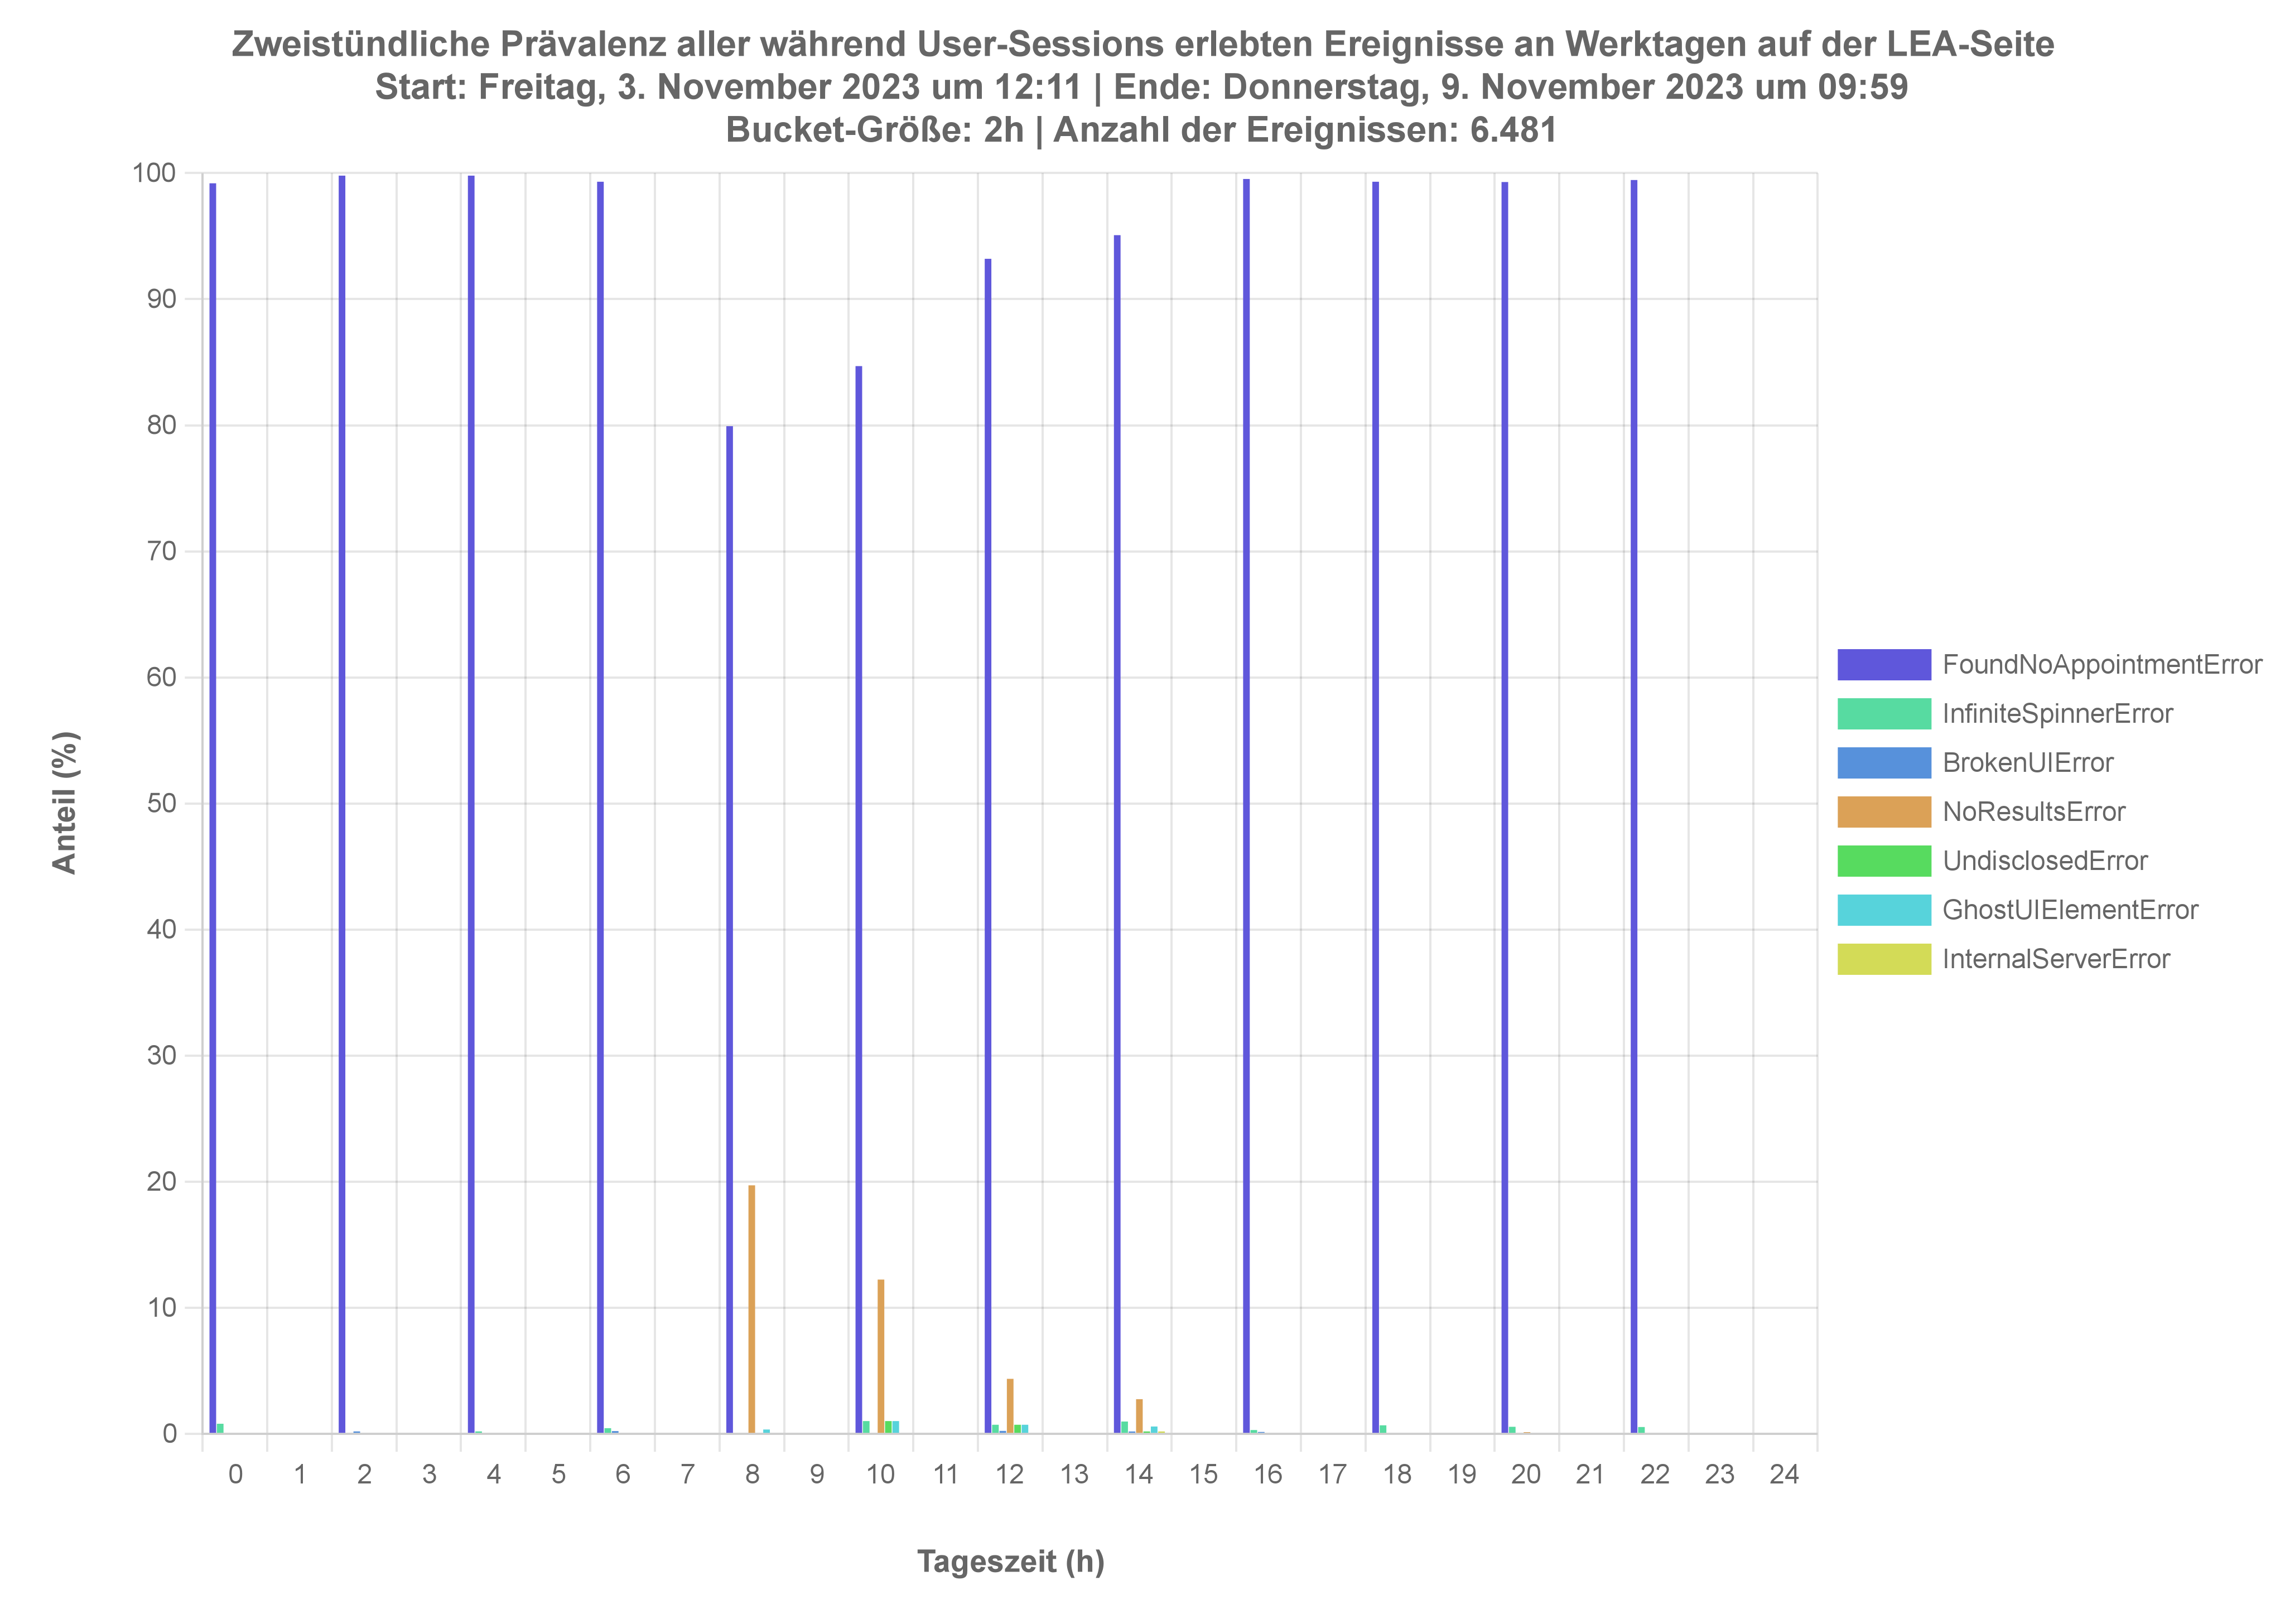 Zweistündliche Prävalenz aller während User-Sessions erlebten Ereignisse an Werktagen auf der LEA-Seite
Start: Freitag, 3. November 2023 um 12:11 | Ende: Donnerstag, 9. November 2023 um 09:59
Bucket-Größe: 2h | Anzahl der Ereignissen: 6.481
100
90
80
70
60
50
40
30
20
10
0
Anteil (%)
0 1 2 3 4 5 6 7 8 9 10 11 12 13 14 15 16 17 18 19 20 21 22 23 24
Tageszeit (h)
FoundNoAppointmentError
InfiniteSpinnerError
BrokenUIError
NoResultsError
UndisclosedError
GhostUIElementError
InternalServerError